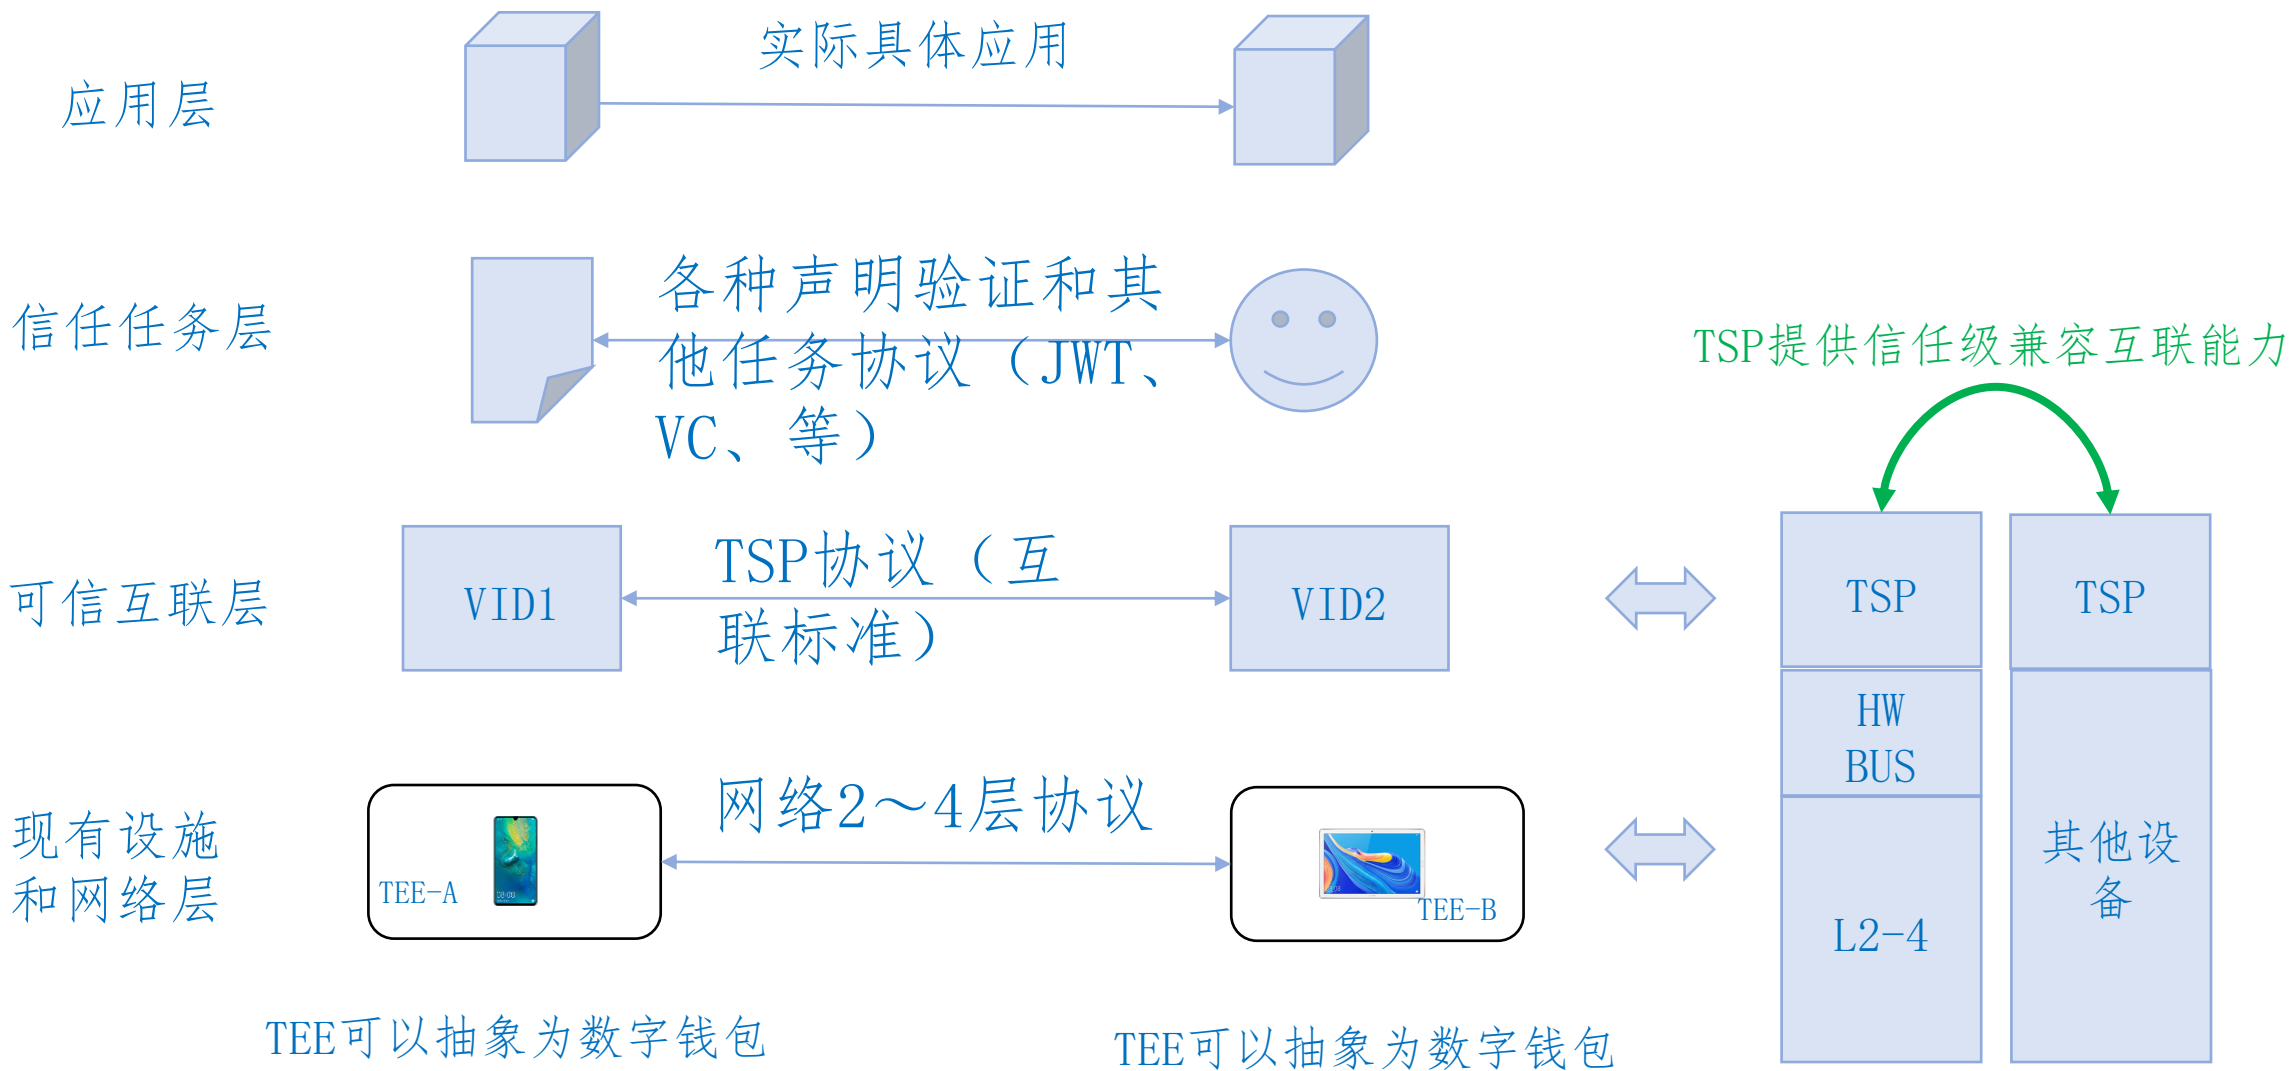 实际具体应用
应用层
各种声明验证和其
他任务协议（JWT、
VC、等）
信任任务层
TSP提供信任级兼容互联能力
TSP协议（互
联标准）
可信互联层
VID1
VID2
TSP
TSP
HW
BUS
网络2～4层协议
现有设施
和网络层
TEE-A
08:08
TEE-B
L2-4
其他设
备
TEE可以抽象为数字钱包
TEE可以抽象为数字钱包